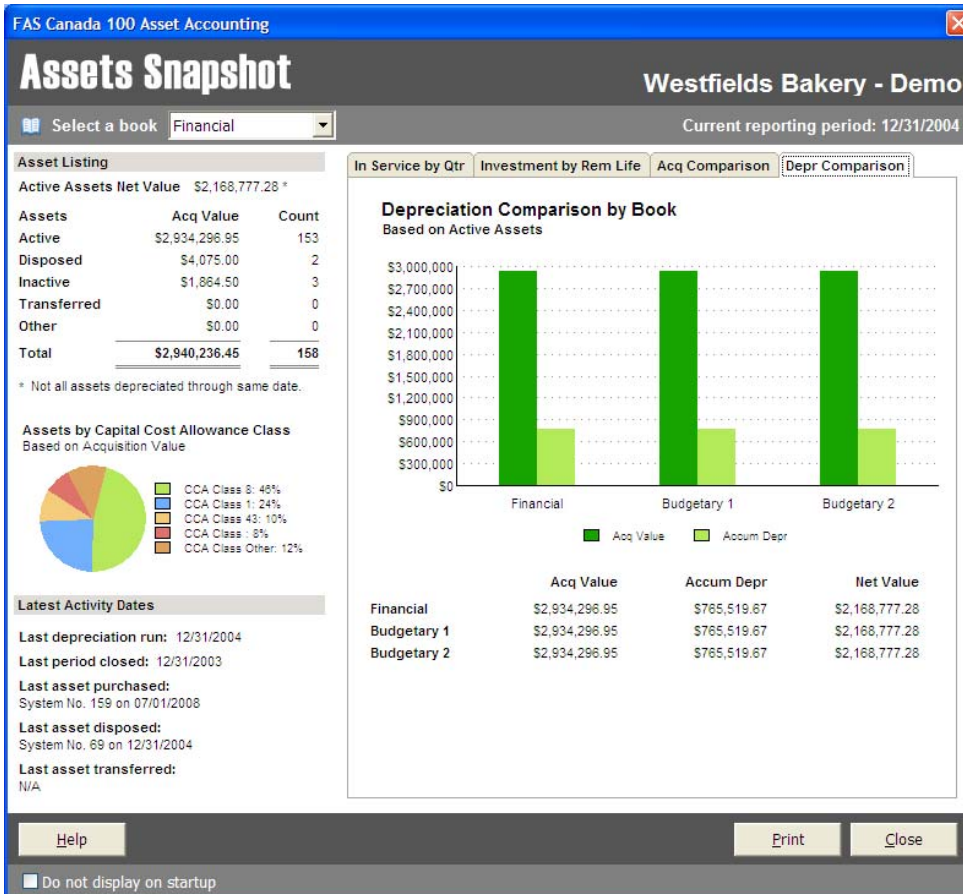 FAS Canada 100 Asset Accounting
Assets Snapshot
Westfields Bakery - Demo
Select a book Financial
Current reporting period: 12/31/2004
Asset Listing
Active Assets Net Value $2,168,777.28 *
Assets Acq Value Count
Active $2,934,296.95 153
Disposed $4,075.00 2
Inactive $1,864.50 3
Transferred $0.00 0
Other $0.00 0
Total $2,940,236.45 158
* Not all assets depreciated through same date.
Assets by Capital Cost Allowance Class
Based on Acquisition Value
CCA Class 8: 46%
CCA Class 1: 24%
CCA Class 43: 10%
CCA Class : 8%
CCA Class Other: 12%
Latest Activity Dates
Last depreciation run: 12/31/2004
Last period closed: 12/31/2003
Last asset purchased:
System No. 159 on 07/01/2008
Last asset disposed:
System No. 69 on 12/31/2004
Last asset transferred:
N/A
In Service by Qtr Investment by Rem Life Acq Comparison Depr Comparison
Depreciation Comparison by Book
Based on Active Assets
$3,000,000
$2,700,000
$2,400,000
$2,100,000
$1,800,000
$1,500,000
$1,200,000
$900,000
$600,000
$300,000
$0
Financial Budgetary 1 Budgetary 2
Acq Value Accum Depr
Acq Value Accum Depr Net Value
Financial $2,934,296.95 $765,519.67 $2,168,777.28
Budgetary 1 $2,934,296.95 $765,519.67 $2,168,777.28
Budgetary 2 $2,934,296.95 $765,519.67 $2,168,777.28
Help Print Close
Do not display on startup